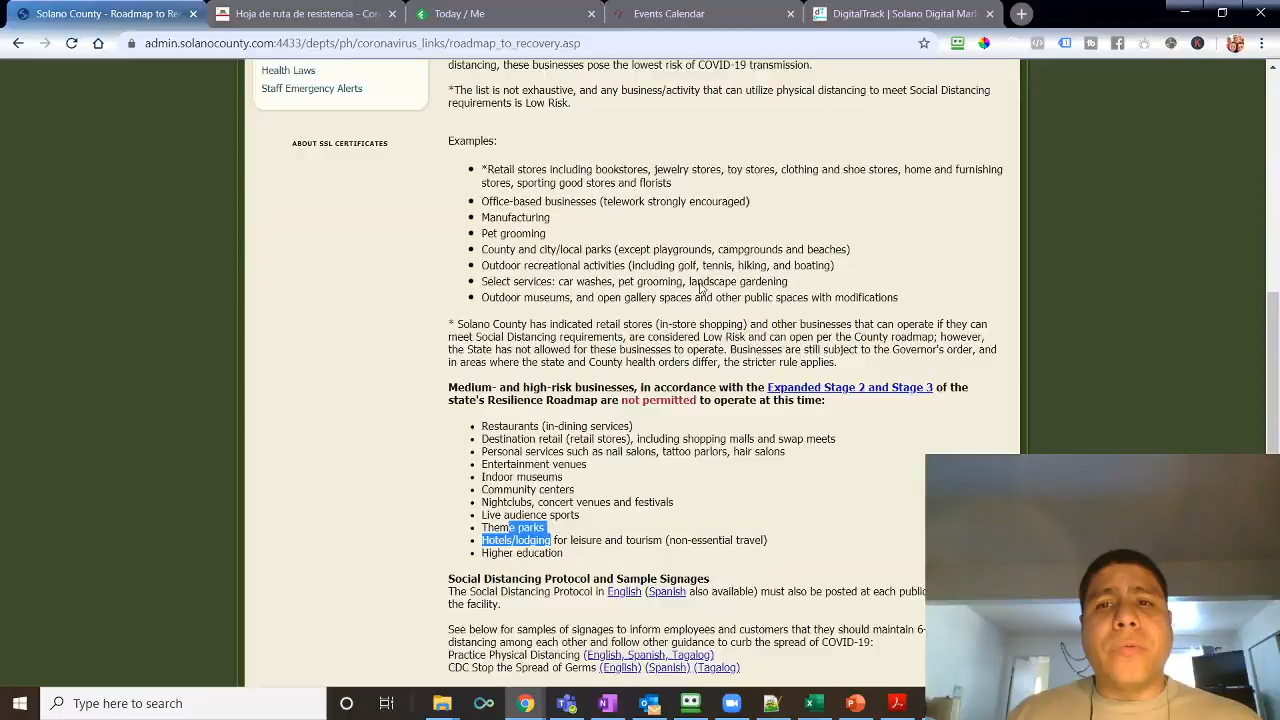 Solano County - Roadmap to Re
Hoja de ruta de resistencia - Co
Today / Me
Events Calendar
DigitalTrack | Solano Digital Mark
admin.solanocounty.com:4433/depts/ph/coronavirus_links/roadmap_to_recovery.asp
Health Laws
Staff Emergency Alerts
ABOUT SSL CERTIFICATES
distancing, these businesses pose the lowest risk of COVID-19 transmission.
*The list is not exhaustive, and any business/activity that can utilize physical distancing to meet Social Distancing
requirements is Low Risk.
Examples:
*Retail stores including bookstores, jewelry stores, toy stores, clothing and shoe stores, home and furnishing
stores, sporting good stores and florists
Office-based businesses (telework strongly encouraged)
Manufacturing
Pet grooming
County and city/local parks (except playgrounds, campgrounds and beaches)
Outdoor recreational activities (including golf, tennis, hiking, and boating)
Select services: car washes, pet grooming, landscape gardening
Outdoor museums, and open gallery spaces and other public spaces with modifications
* Solano County has indicated retail stores (in-store shopping) and other businesses that can operate if they can
meet Social Distancing requirements, are considered Low Risk and can open per the County roadmap; however,
the State has not allowed for these businesses to operate. Businesses are still subject to the Governor's order, and
in areas where the state and County health orders differ, the stricter rule applies.
Medium- and high-risk businesses, in accordance with the Expanded Stage 2 and Stage 3 of the
state's Resilience Roadmap are not permitted to operate at this time:
Restaurants (in-dining services)
Destination retail (retail stores), including shopping malls and swap meets
Personal services such as nail salons, tattoo parlors, hair salons
Entertainment venues
Indoor museums
Community centers
Nightclubs, concert venues and festivals
Live audience sports
Theme parks
Hotels/lodging for leisure and tourism (non-essential travel)
Higher education
Social Distancing Protocol and Sample Signages
The Social Distancing Protocol in English (Spanish also available) must also be posted at each public
the facility.
See below for samples of signages to inform employees and customers that they should maintain 6-
distancing among each other and follow other guidance to curb the spread of COVID-19:
Practice Physical Distancing (English, Spanish, Tagalog)
CDC Stop the Spread of Germs (English) (Spanish) (Tagalog)
Type here to search